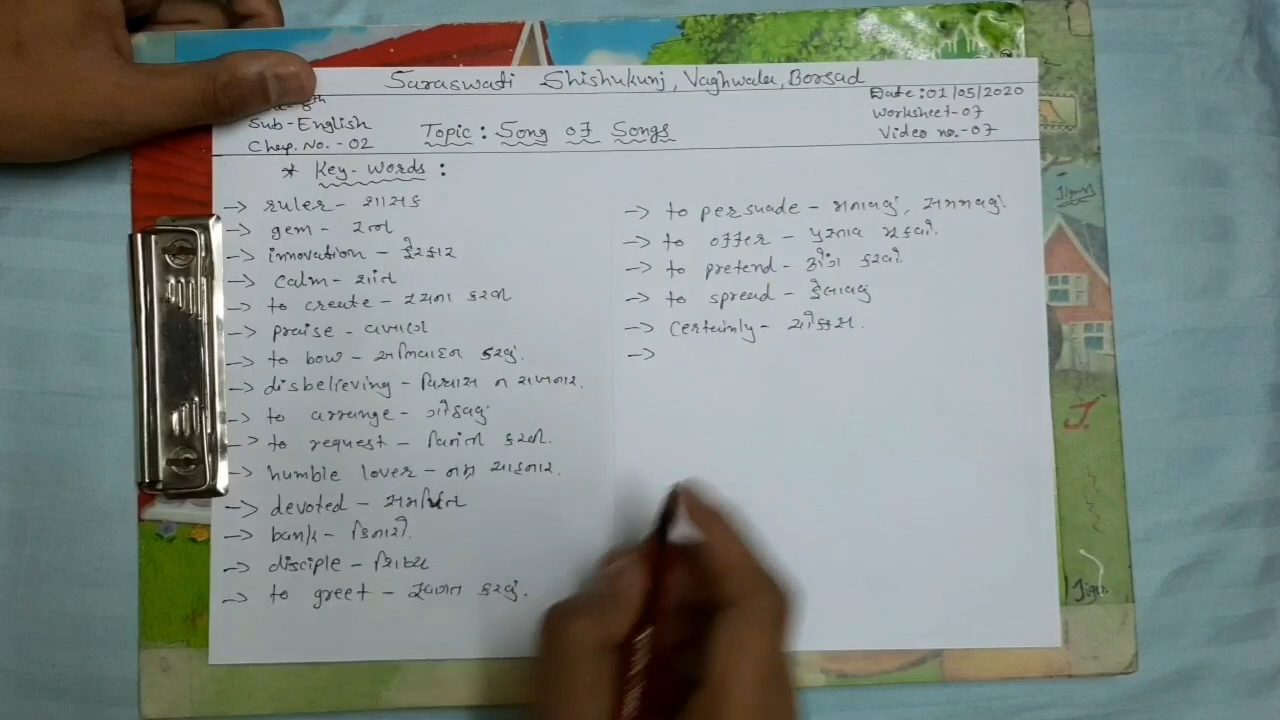 Saraswati Shishukunj, Vaghwala, Borsad
Sub-English
Chep. No. - 02
Topic: Song of Songs
Date: 01/05/2020
Worksheet-07
Video no.-07
* Key-words:
→ ruler - શાસક
→ gem - રત્ન
→ innovation - ફેરફાર
→ calm - શાંત
→ to create - રચના કરવી
→ praise - વખાણ
→ to bow - અભિવાદન કરવું.
→ disbelieving - વિશ્વાસ ન રાખનાર.
→ to arrange - ગોઠવવું
→ to request - વિનંતી કરવી.
→ humble lover - નમ્ર ચાહનાર.
→ devoted - સમર્પિત
→ bank - કિનારો.
→ disciple - શિષ્ય
→ to greet - સ્વાગત કરવું.
→ to persuade - મનાવવું, સમજાવવું
→ to offer - પ્રસ્તાવ મૂકવો.
→ to pretend - ઢોંગ કરવો.
→ to spread - ફેલાવવું
→ certainly - ચોક્કસ.
→
Jigu.